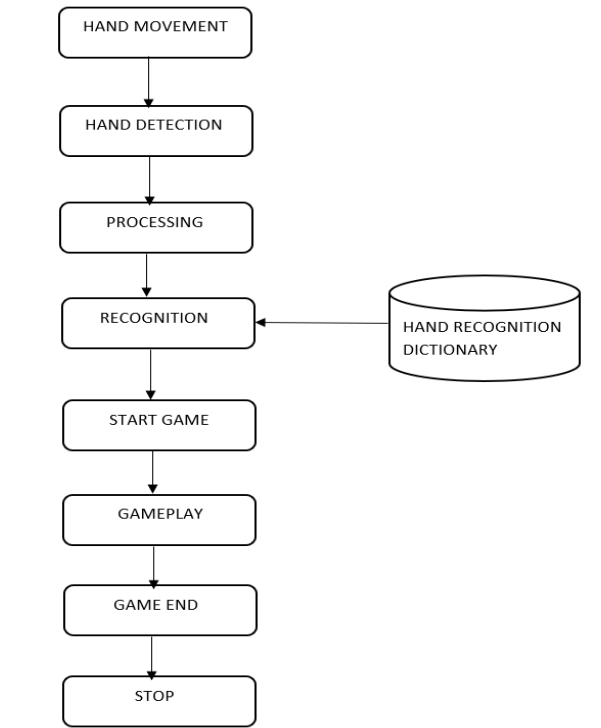 HAND MOVEMENT
HAND DETECTION
PROCESSING
RECOGNITION
HAND RECOGNITION
DICTIONARY
START GAME
GAMEPLAY
GAME END
STOP